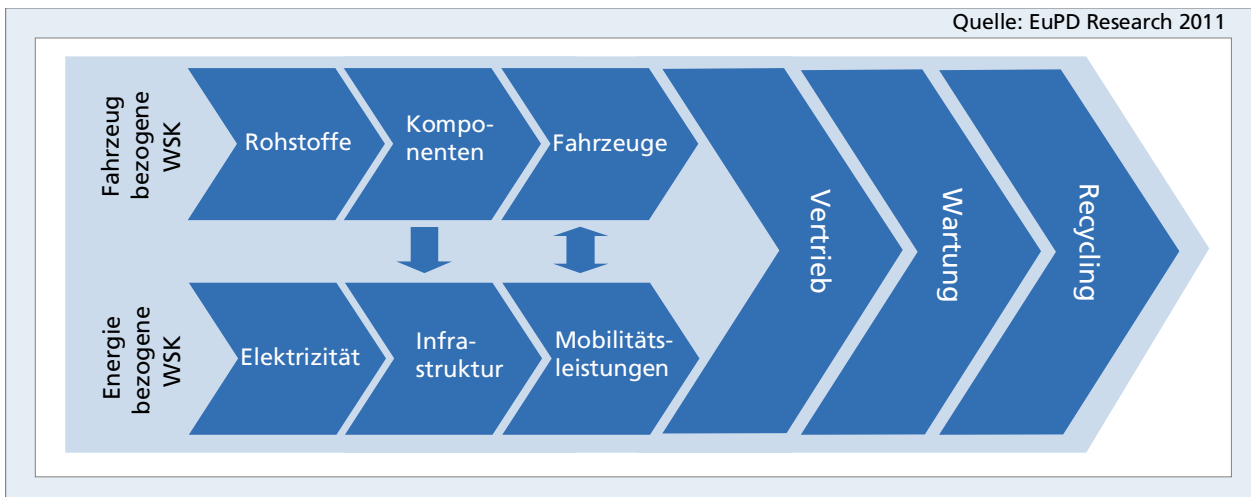 Quelle: EuPD Research 2011
Fahrzeug
bezogene
WSK
Rohstoffe
Kompo-
nenten
Fahrzeuge
Energie
bezogene
WSK
Elektrizität
Infra-
struktur
Mobilitäts-
leistungen
Vertrieb
Wartung
Recycling